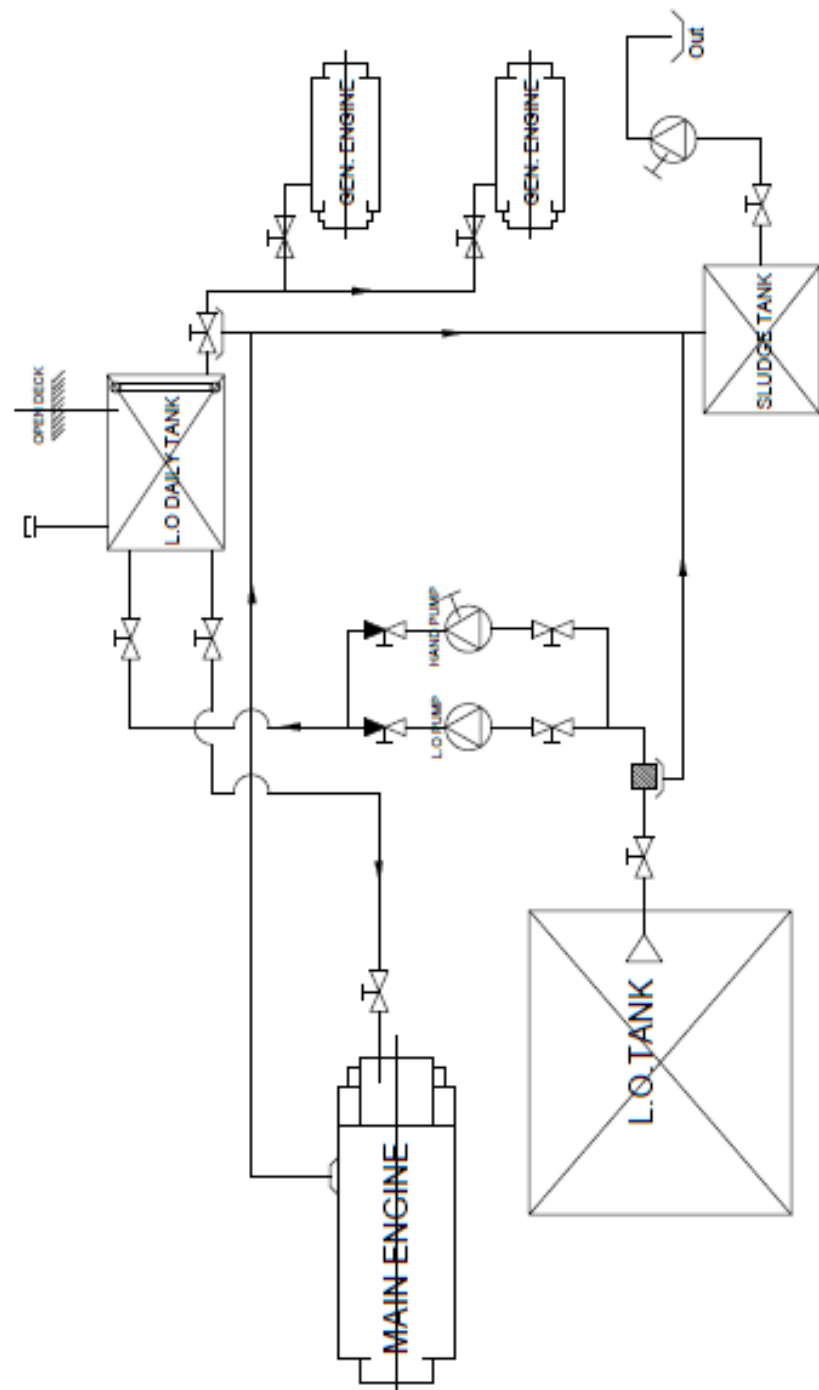 GEN. ENGINE
GEN. ENGINE
Out
OPEN DECK
L.O DAILY TANK
SLUDGE TANK
HAND PUMP
L.O PUMP
L.O. TANK
MAIN ENGINE